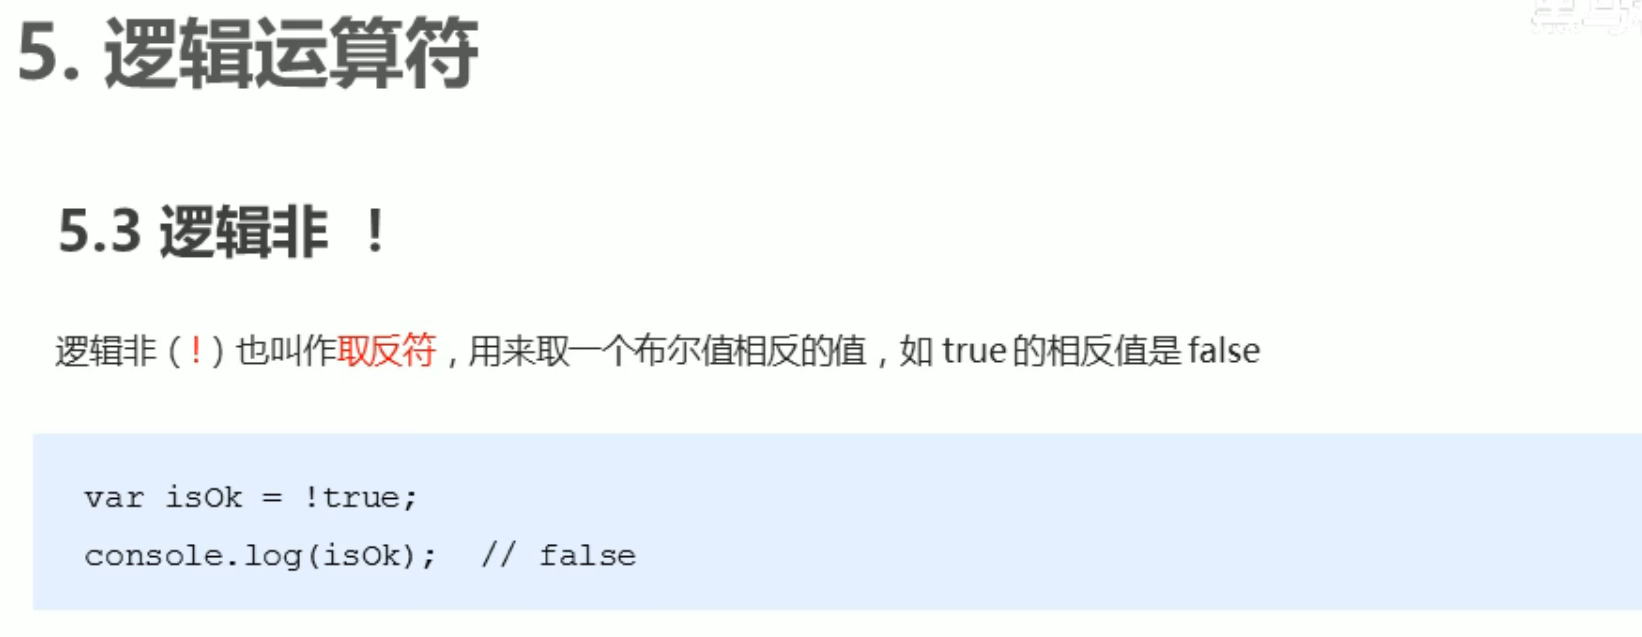 5. 逻辑运算符
5.3 逻辑非 ！
逻辑非（!）也叫作取反符，用来取一个布尔值相反的值，如 true 的相反值是 false
var isOk = !true;
console.log(isOk);  // false